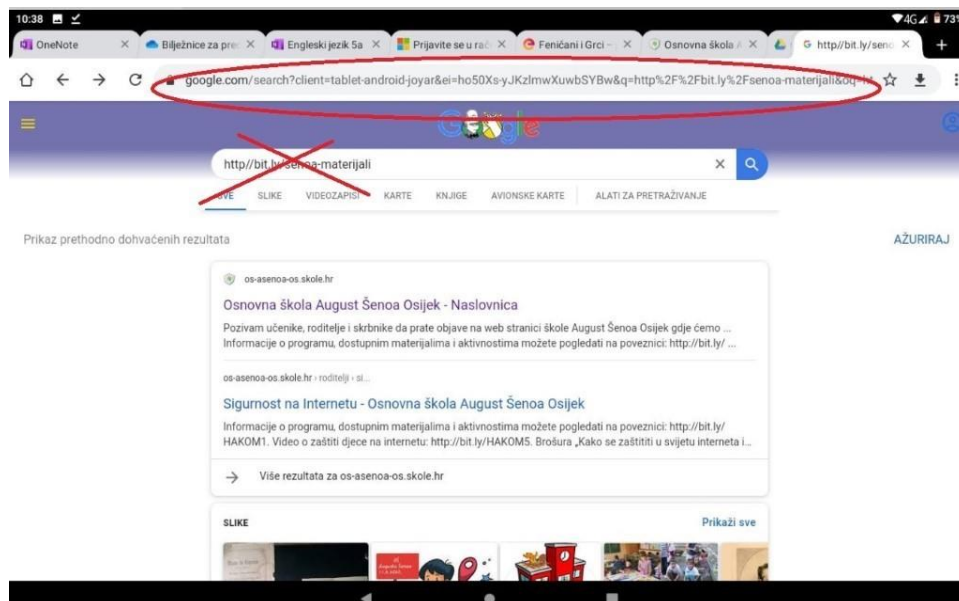 10:38 4G 73%
OneNote Bilježnice za pre Engleski jezik 5a Prijavite se u rač Feničani i Grci – Osnovna škola A http//bit.ly/seno
google.com/search?client=tablet-android-joyar&ei=ho50Xs-yJKzlmwXuwbSYBw&q=http%2F%2Fbit.ly%2Fsenoa-materijali&oq=ht
Google
http//bit.ly/senoa-materijali
SVE SLIKE VIDEOZAPISI KARTE KNJIGE AVIONSKE KARTE ALATI ZA PRETRAŽIVANJE
Prikaz prethodno dohvaćenih rezultata AŽURIRAJ
os-asenoa-os.skole.hr
Osnovna škola August Šenoa Osijek - Naslovnica
Pozivam učenike, roditelje i skrbnike da prate objave na web stranici škole August Šenoa Osijek gdje ćemo ...
Informacije o programu, dostupnim materijalima i aktivnostima možete pogledati na poveznici: http://bit.ly/ ...
os-asenoa-os.skole.hr › roditelji › si...
Sigurnost na Internetu - Osnovna škola August Šenoa Osijek
Informacije o programu, dostupnim materijalima i aktivnostima možete pogledati na poveznici: http://bit.ly/
HAKOM1. Video o zaštiti djece na internetu: http://bit.ly/HAKOM5. Brošura „Kako se zaštititi u svijetu interneta i...
Više rezultata za os-asenoa-os.skole.hr
SLIKE Prikaži sve